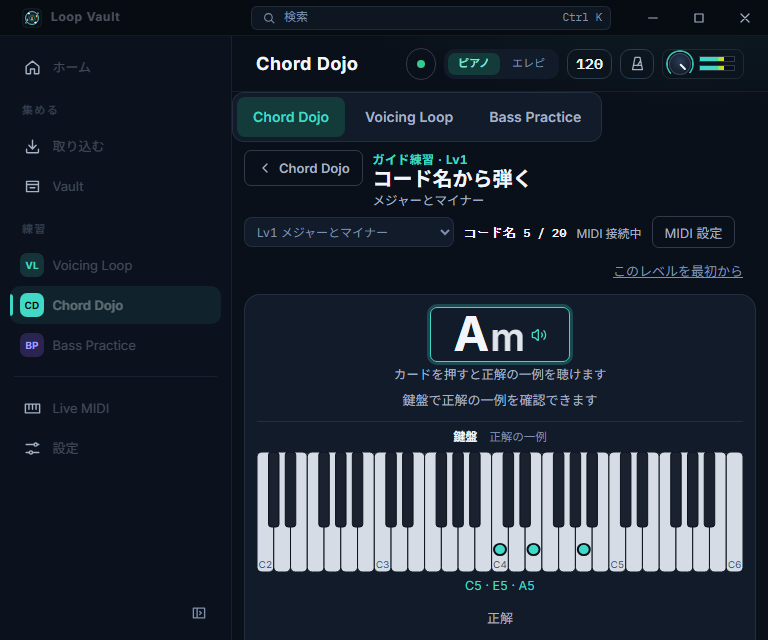 Loop Vault
検索
Ctrl K
ホーム
集める
取り込む
Vault
練習
VL Voicing Loop
CD Chord Dojo
BP Bass Practice
Live MIDI
設定
Chord Dojo
ピアノ エレピ
120
Chord Dojo Voicing Loop Bass Practice
Chord Dojo
ガイド練習 · Lv1
コード名から弾く
メジャーとマイナー
Lv1 メジャーとマイナー
コード名 5 / 20
MIDI 接続中
MIDI 設定
このレベルを最初から
Am
カードを押すと正解の一例を聴けます
鍵盤で正解の一例を確認できます
鍵盤 正解の一例
C2 C3 C4 C5 C6
C5 · E5 · A5
正解